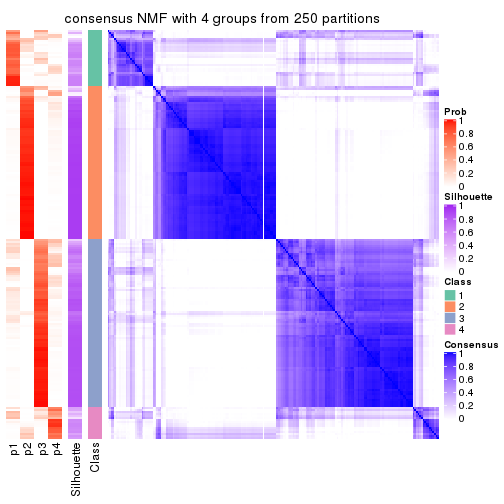 consensus NMF with 4 groups from 250 partitions
Prob
1
0.8
0.6
0.4
0.2
0
Silhouette
1
0.8
0.6
0.4
0.2
0
Class
1
2
3
4
Consensus
1
0.8
0.6
0.4
0.2
0
p1
p2
p3
p4
Silhouette
Class